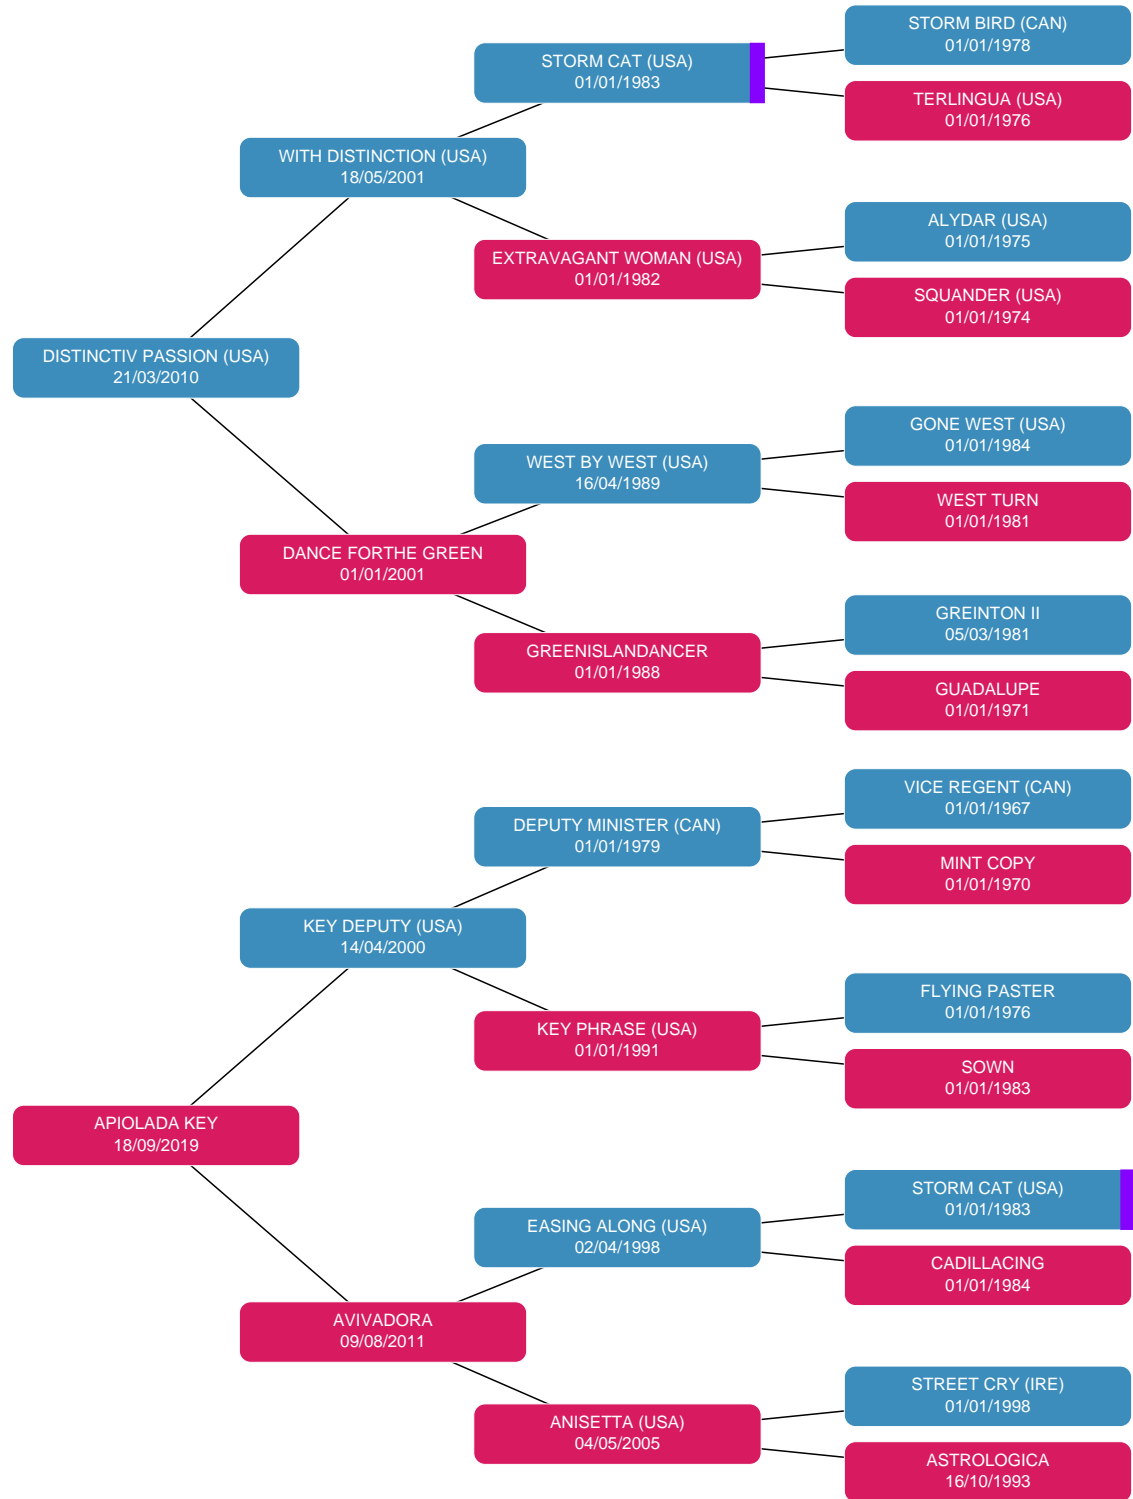 STORM BIRD (CAN)
01/01/1978
STORM CAT (USA)
01/01/1983
TERLINGUA (USA)
01/01/1976
WITH DISTINCTION (USA)
18/05/2001
ALYDAR (USA)
01/01/1975
EXTRAVAGANT WOMAN (USA)
01/01/1982
SQUANDER (USA)
01/01/1974
DISTINCTIV PASSION (USA)
21/03/2010
GONE WEST (USA)
01/01/1984
WEST BY WEST (USA)
16/04/1989
WEST TURN
01/01/1981
DANCE FORTHE GREEN
01/01/2001
GREINTON II
05/03/1981
GREENISLANDANCER
01/01/1988
GUADALUPE
01/01/1971
VICE REGENT (CAN)
01/01/1967
DEPUTY MINISTER (CAN)
01/01/1979
MINT COPY
01/01/1970
KEY DEPUTY (USA)
14/04/2000
FLYING PASTER
01/01/1976
KEY PHRASE (USA)
01/01/1991
SOWN
01/01/1983
APIOLADA KEY
18/09/2019
STORM CAT (USA)
01/01/1983
EASING ALONG (USA)
02/04/1998
CADILLACING
01/01/1984
AVIVADORA
09/08/2011
STREET CRY (IRE)
01/01/1998
ANISETTA (USA)
04/05/2005
ASTROLOGICA
16/10/1993